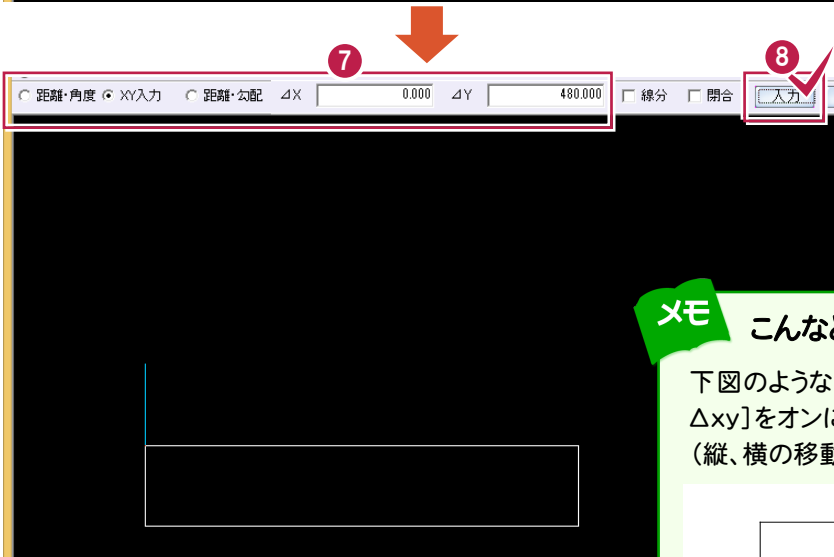 7
8
距離・角度 XY入力 距離・勾配 ⊿X 0.000 ⊿Y 480.000 線分 閉合 入力
メモ
こんな
下図のような
Δxy]をオンに
(縦、横の移動